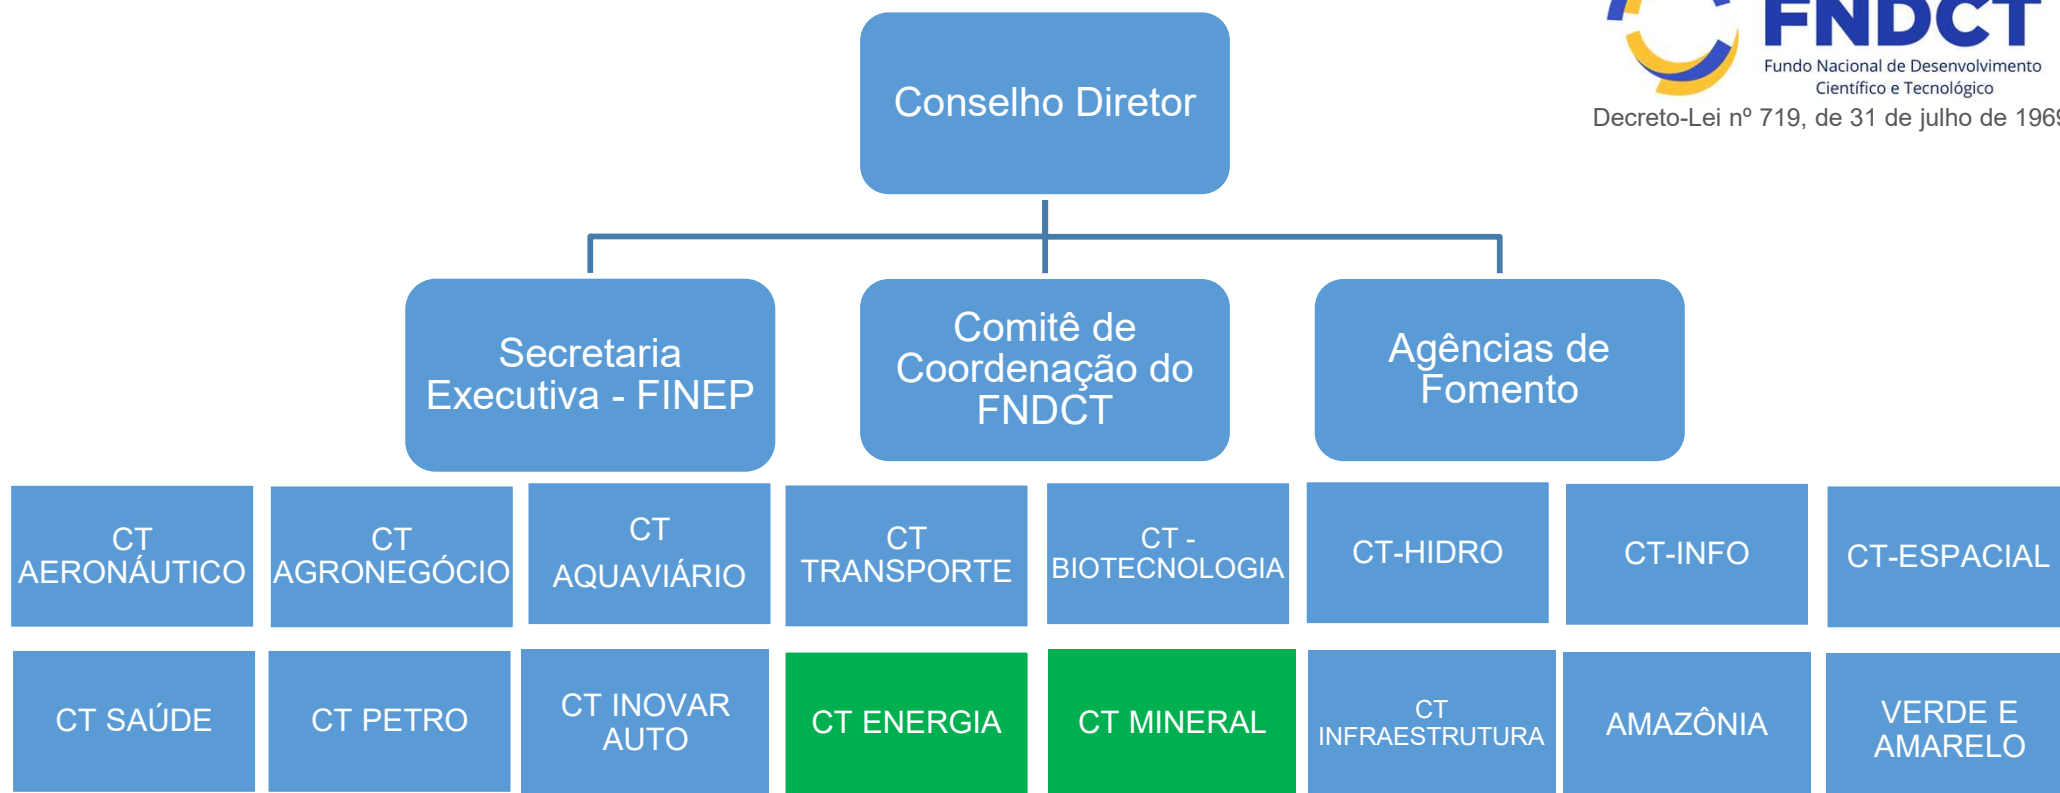 Conselho Diretor
FNDCT
Fundo Nacional de Desenvolvimento
Científico e Tecnológico
Decreto-Lei nº 719, de 31 de julho de 1969
Secretaria
Executiva - FINEP
Comitê de
Coordenação do
FNDCT
Agências de
Fomento
CT
AERONÁUTICO
CT
AGRONEGÓCIO
CT
AQUAVIÁRIO
CT
TRANSPORTE
CT -
BIOTECNOLOGIA
CT-HIDRO
CT-INFO
CT-ESPACIAL
CT SAÚDE
CT PETRO
CT INOVAR
AUTO
CT ENERGIA
CT MINERAL
CT
INFRAESTRUTURA
AMAZÔNIA
VERDE E
AMARELO